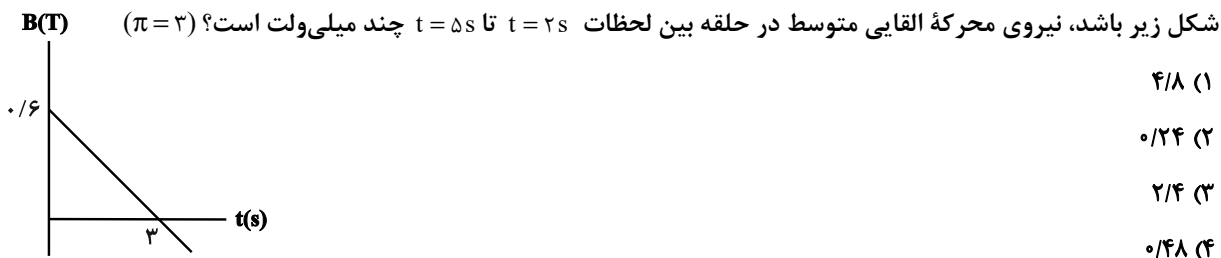 شکل زیر باشد، نیروی محرکهٔ القایی متوسط در حلقه بین لحظات t = ۲s تا t = ۵s چند میلی‌ولت است؟ (π = ۳)
۱) ۴/۸
۲) ۰/۲۴
۳) ۲/۴
۴) ۰/۴۸
B(T)
۰/۶
t(s)
۳